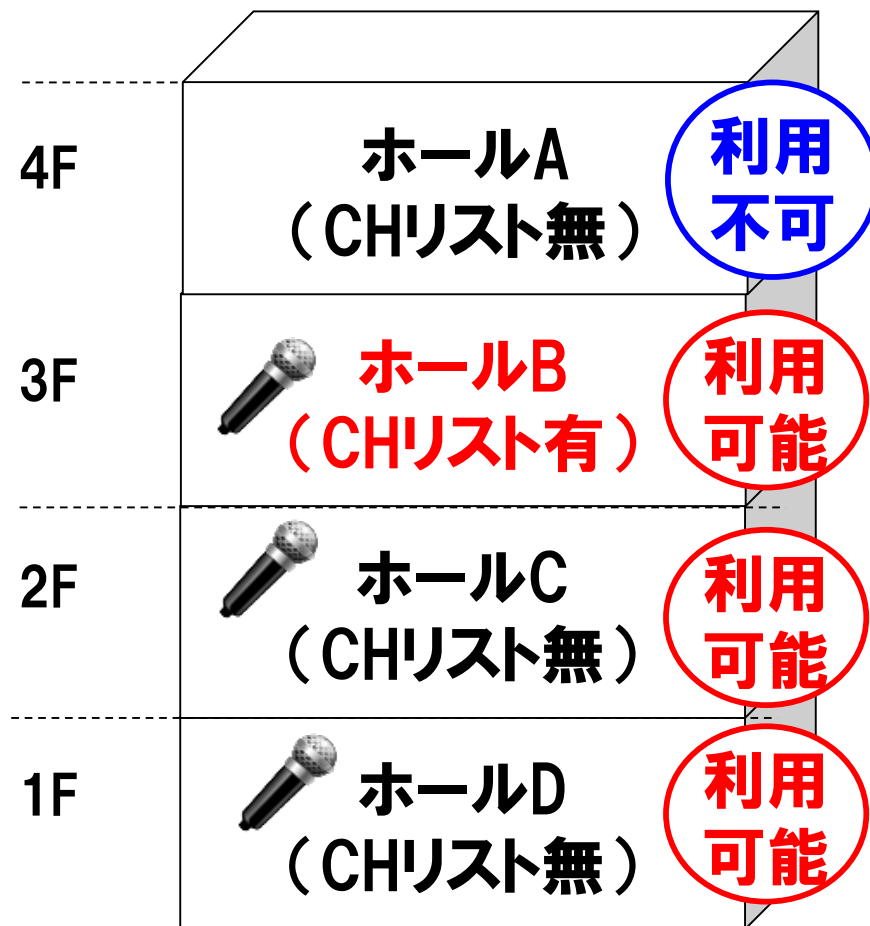 4F
ホールA
（CHリスト無）
利用
不可
3F
ホールB
（CHリスト有）
利用
可能
2F
ホールC
（CHリスト無）
利用
可能
1F
ホールD
（CHリスト無）
利用
可能